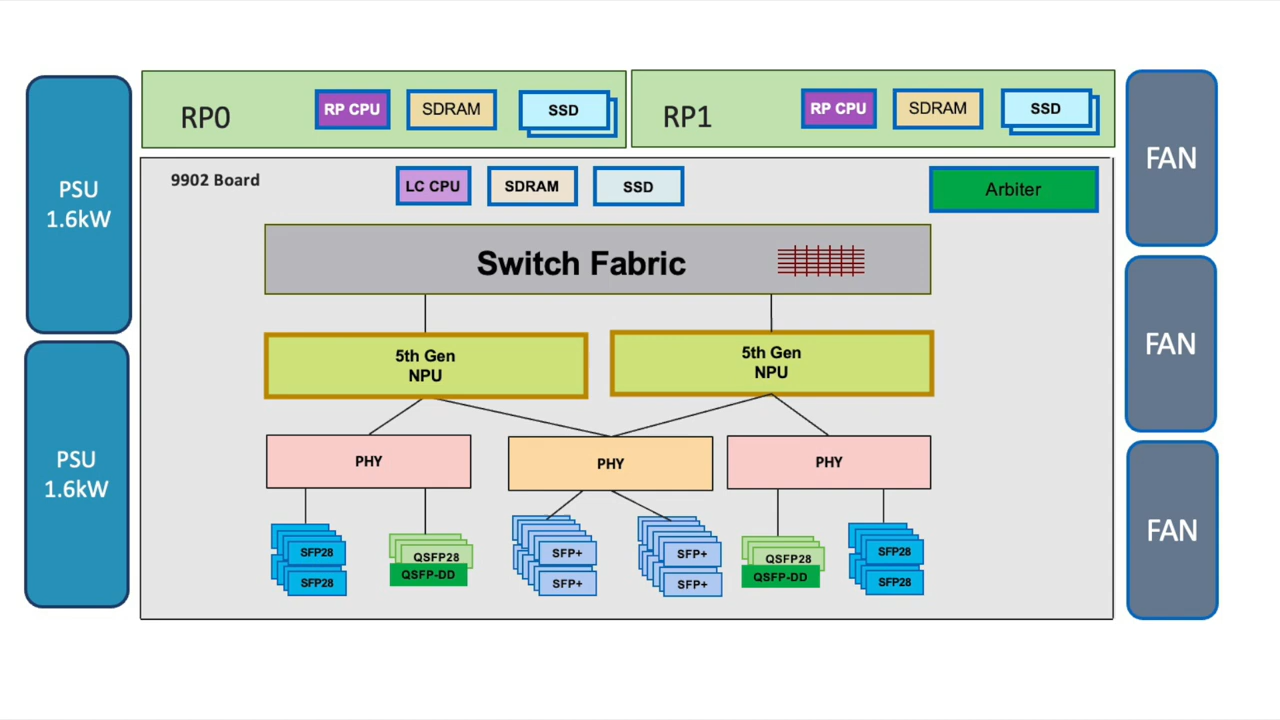 RP0
RP CPU
SDRAM
SSD
RP1
RP CPU
SDRAM
SSD
PSU
1.6kW
PSU
1.6kW
9902 Board
LC CPU
SDRAM
SSD
Arbiter
Switch Fabric
5th Gen
NPU
5th Gen
NPU
PHY
PHY
PHY
SFP28
SFP28
QSFP28
QSFP-DD
SFP+
SFP+
SFP+
SFP+
QSFP28
QSFP-DD
SFP28
SFP28
FAN
FAN
FAN